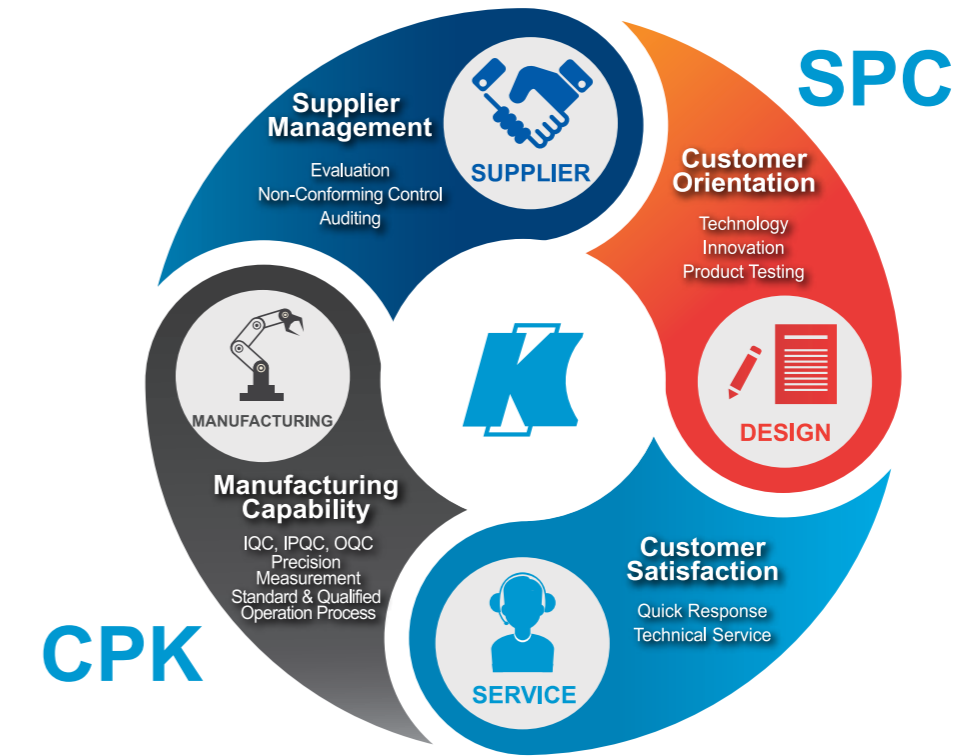 SPC
Supplier
Management
Evaluation
Non-Conforming Control
Auditing
SUPPLIER
Customer
Orientation
Technology
Innovation
Product Testing
DESIGN
K
MANUFACTURING
Manufacturing
Capability
IQC, IPQC, OQC
Precision
Measurement
Standard & Qualified
Operation Process
Customer
Satisfaction
Quick Response
Technical Service
SERVICE
CPK